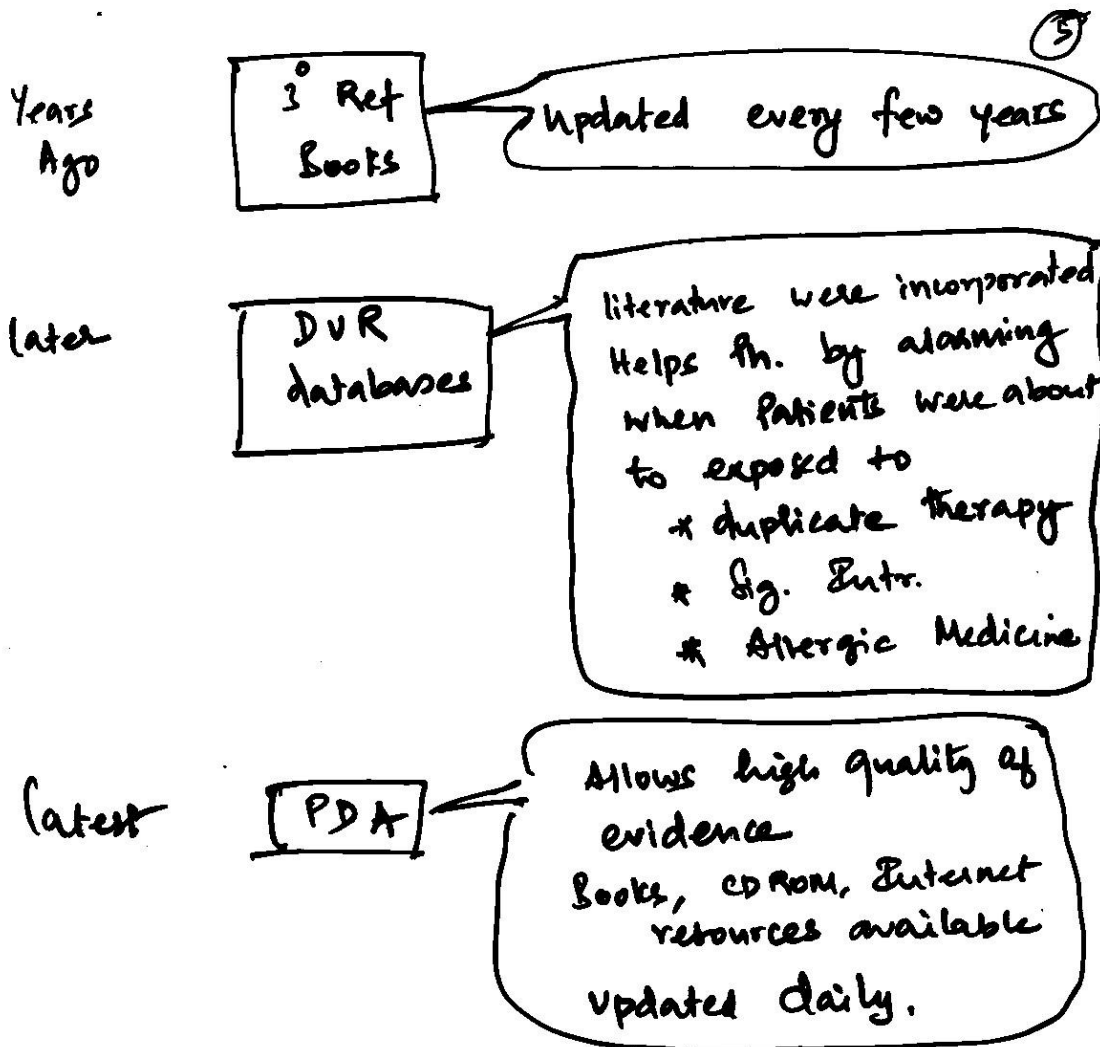 5
Years
Ago
3° Ref
Books
Updated every few years
later
DUR
databases
literature were incorporated
Helps Ph. by alarming
when Patients were about
to exposed to
* duplicate therapy
* Sig. Intr.
* Allergic Medicine
latest
PDA
Allows high quality of
evidence
Books, CD ROM, Internet
resources available
updated daily.